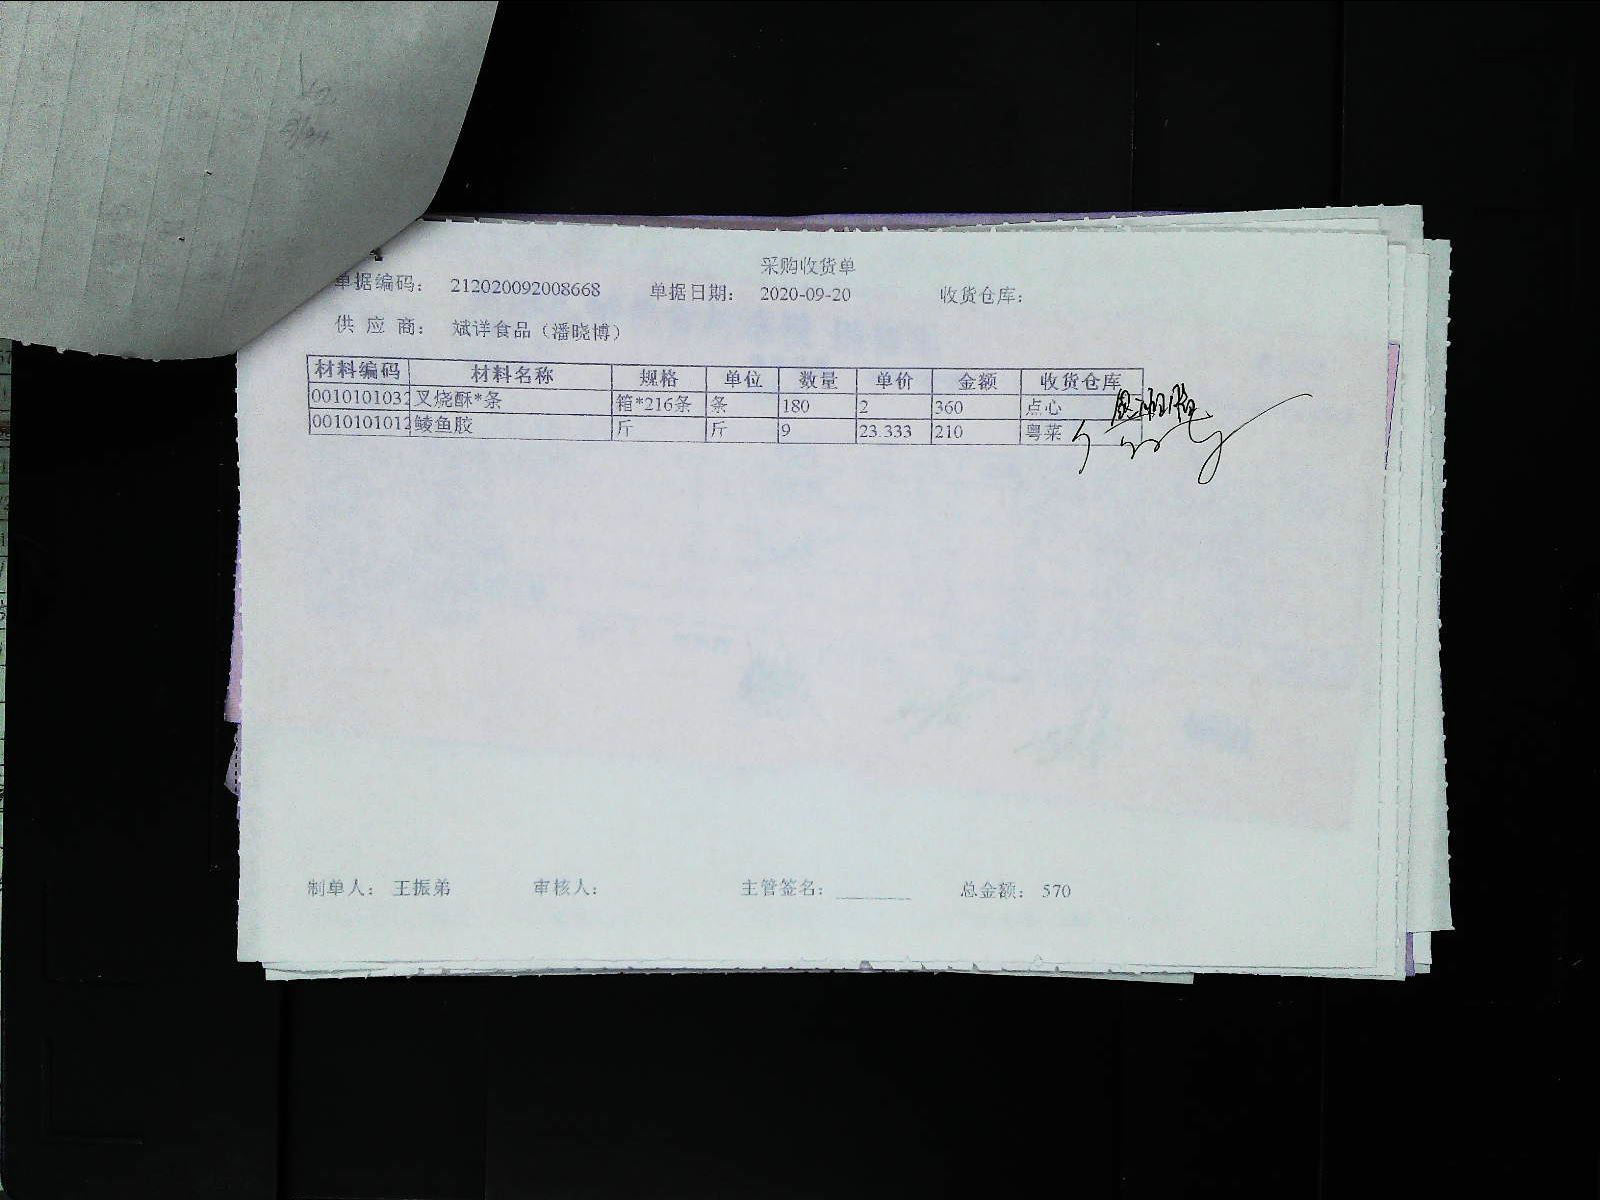 采购收货单
单据编码： 212020092008668 单据日期： 2020-09-20 收货仓库：
供 应 商： 斌详食品（潘晓博）
材料编码 材料名称 规格 单位 数量 单价 金额 收货仓库
0010101032 叉烧酥*条 箱*216条 条 180 2 360 点心
0010101012 鲮鱼胶 斤 斤 9 23.333 210 粤菜
制单人： 王振弟 审核人： 主管签名： 总金额： 570